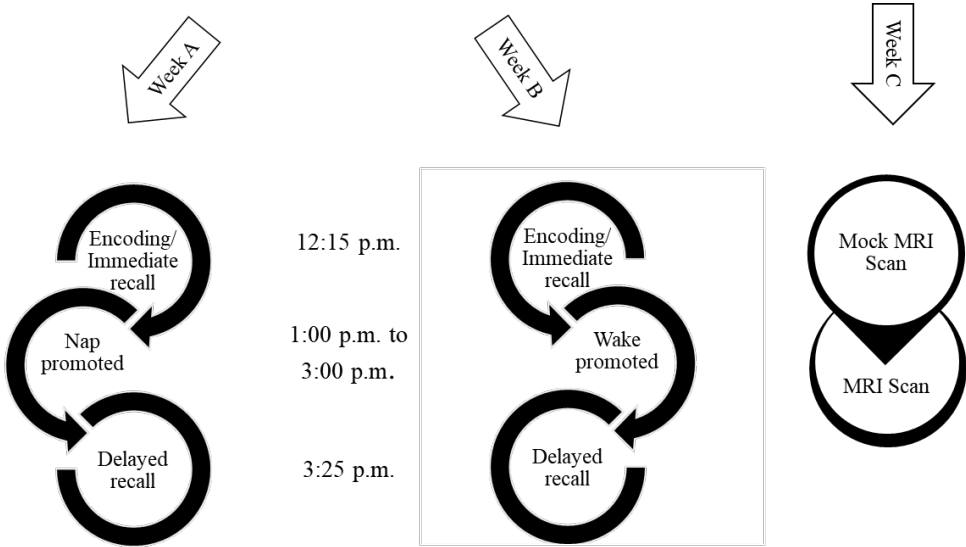 Week A
Week B
Week C
Encoding/
Immediate
recall
12:15 p.m.
Encoding/
Immediate
recall
Mock MRI
Scan
Nap
promoted
1:00 p.m. to
3:00 p.m.
Wake
promoted
MRI Scan
Delayed
recall
3:25 p.m.
Delayed
recall